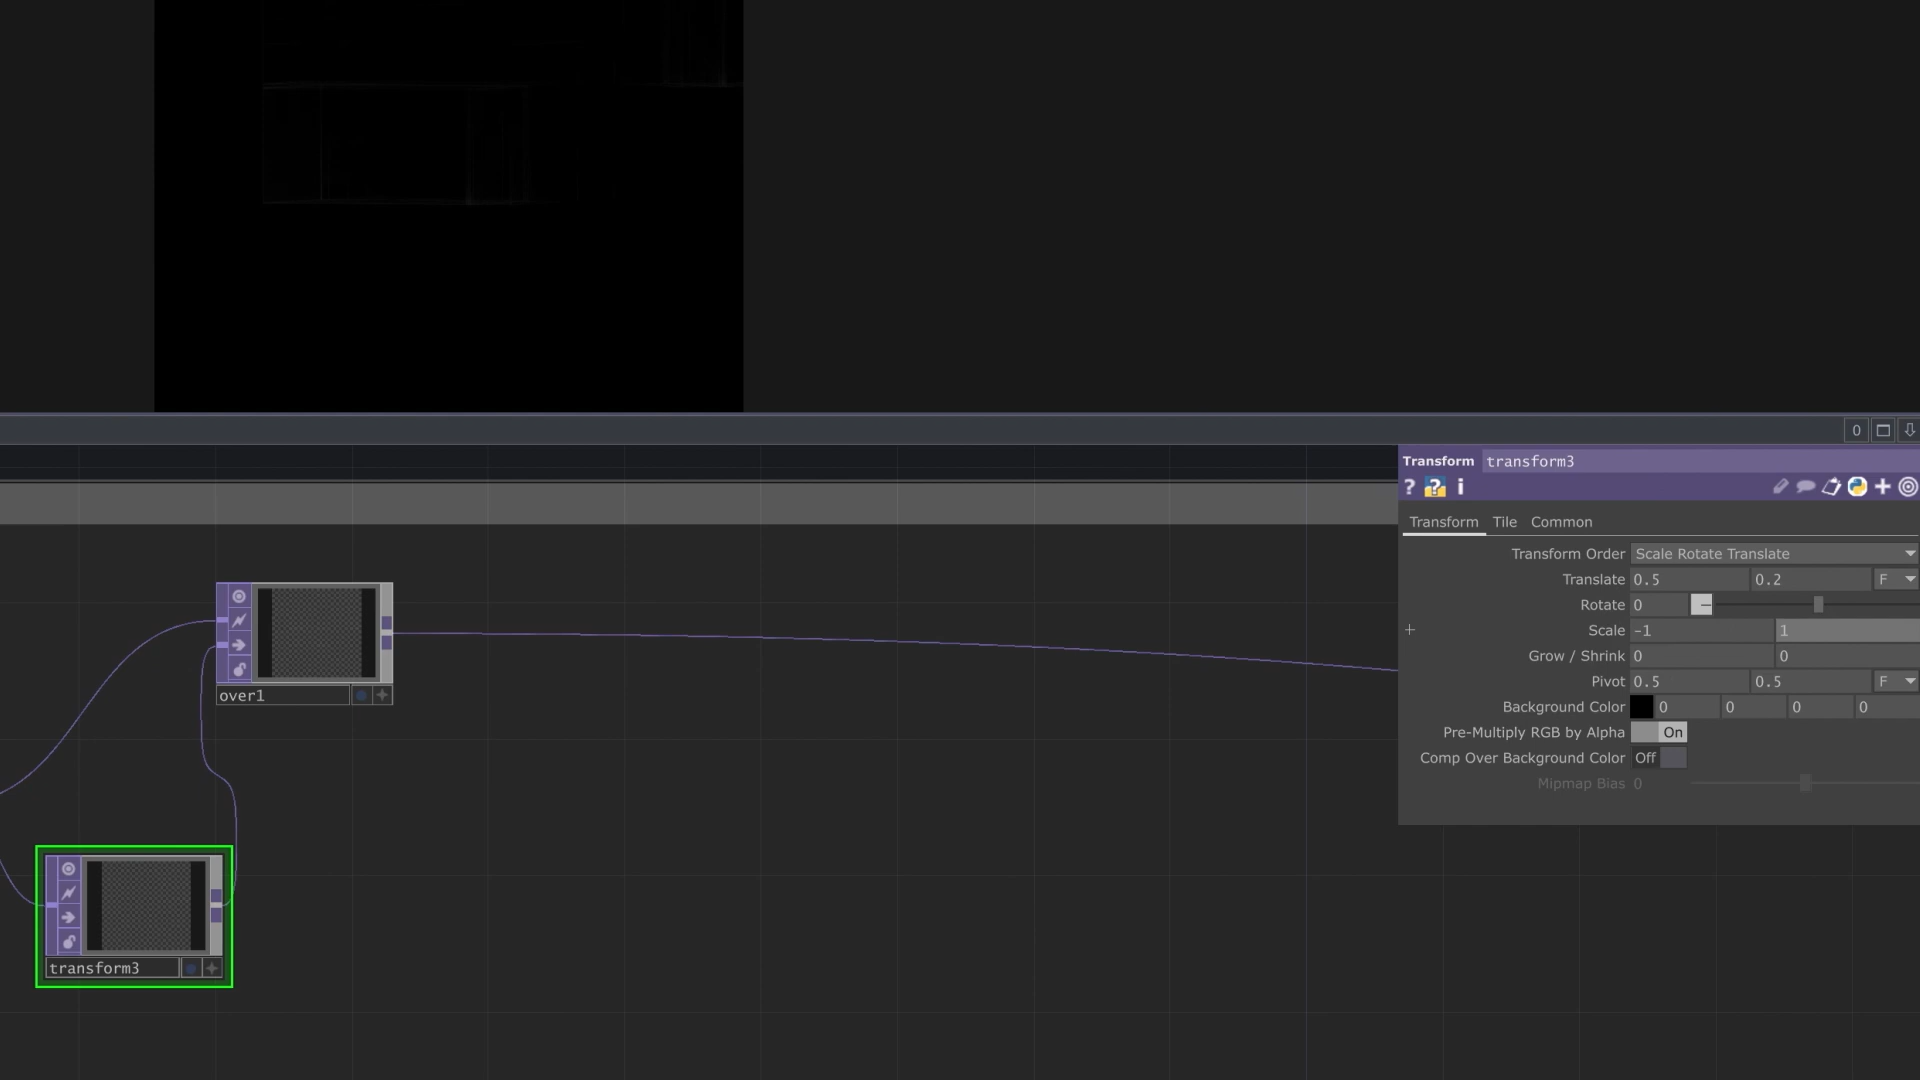 0
Transform transform3
? ? i
Transform Tile Common
Transform Order Scale Rotate Translate
Translate 0.5 0.2 F
Rotate 0
Scale -1 1
Grow / Shrink 0 0
Pivot 0.5 0.5 F
Background Color 0 0 0 0
Pre-Multiply RGB by Alpha On
Comp Over Background Color Off
Mipmap Bias 0
over1
transform3